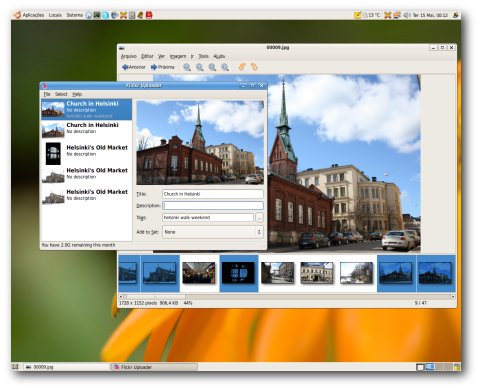 Aplicações Locais Sistema
13 °C
Ter 15 Mai, 00:12
00009.jpg
Arquivo Editar Ver Imagem Ir Tools Ajuda
Anterior Próxima
Flickr Uploader
File Select Help
Church in Helsinki
No description
helsinki walk weekend
Church in Helsinki
No description
Helsinki's Old Market
No description
Helsinki's Old Market
No description
Helsinki's Old Market
No description
Title: Church in Helsinki
Description:
Tags: helsinki walk weekend ...
Add to Set: None
You have 2.0G remaining this month
1728 x 1152 pixels 906.4 KB 44%
9 / 47
00009.jpg
Flickr Uploader